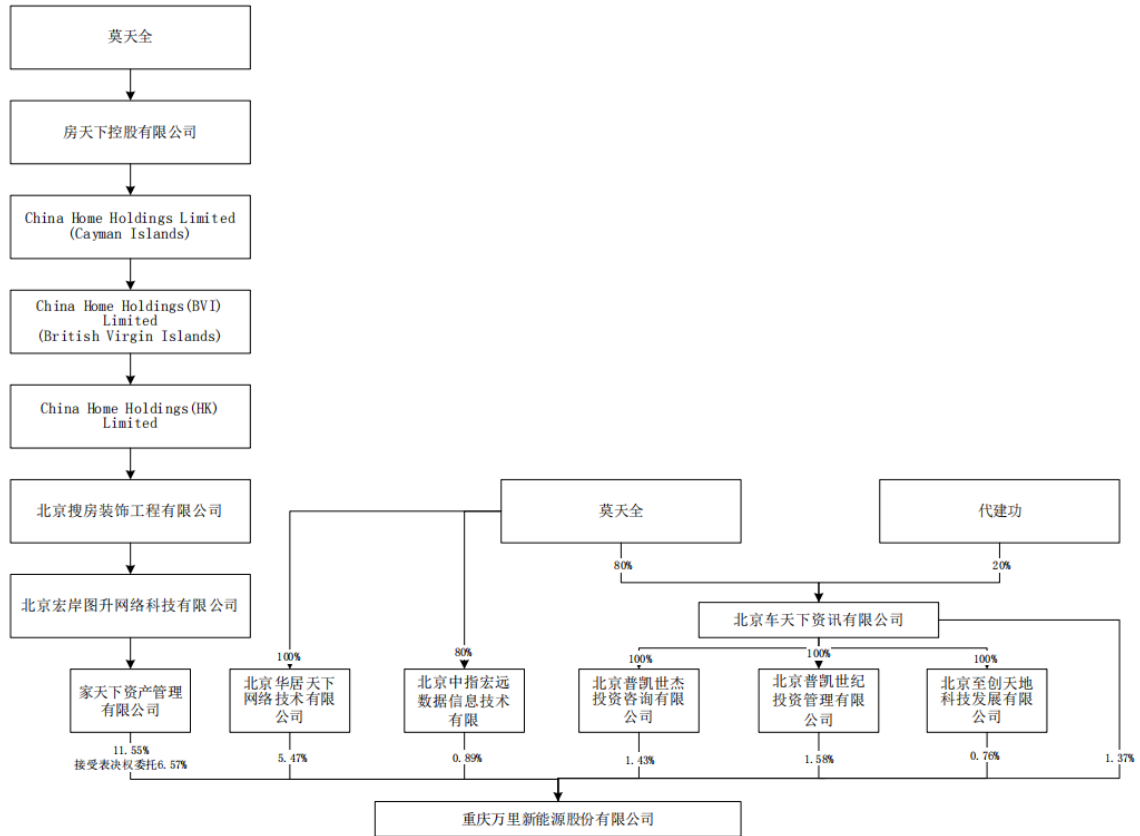 莫天全
房天下控股有限公司
China Home Holdings Limited
(Cayman Islands)
China Home Holdings(BVI)
Limited
(British Virgin Islands)
China Home Holdings(HK)
Limited
北京搜房装饰工程有限公司
莫天全
代建功
80%
20%
北京宏岸图升网络科技有限公司
北京车天下资讯有限公司
100%
80%
100%
100%
100%
家天下资产管理
有限公司
北京华居天下
网络技术有限
公司
北京中指宏远
数据信息技术
有限
北京普凯世杰
投资咨询有限
公司
北京普凯世纪
投资管理有限
公司
北京至创天地
科技发展有限
公司
11.55%
接受表决权委托6.57%
5.47%
0.89%
1.43%
1.58%
0.76%
1.37%
重庆万里新能源股份有限公司